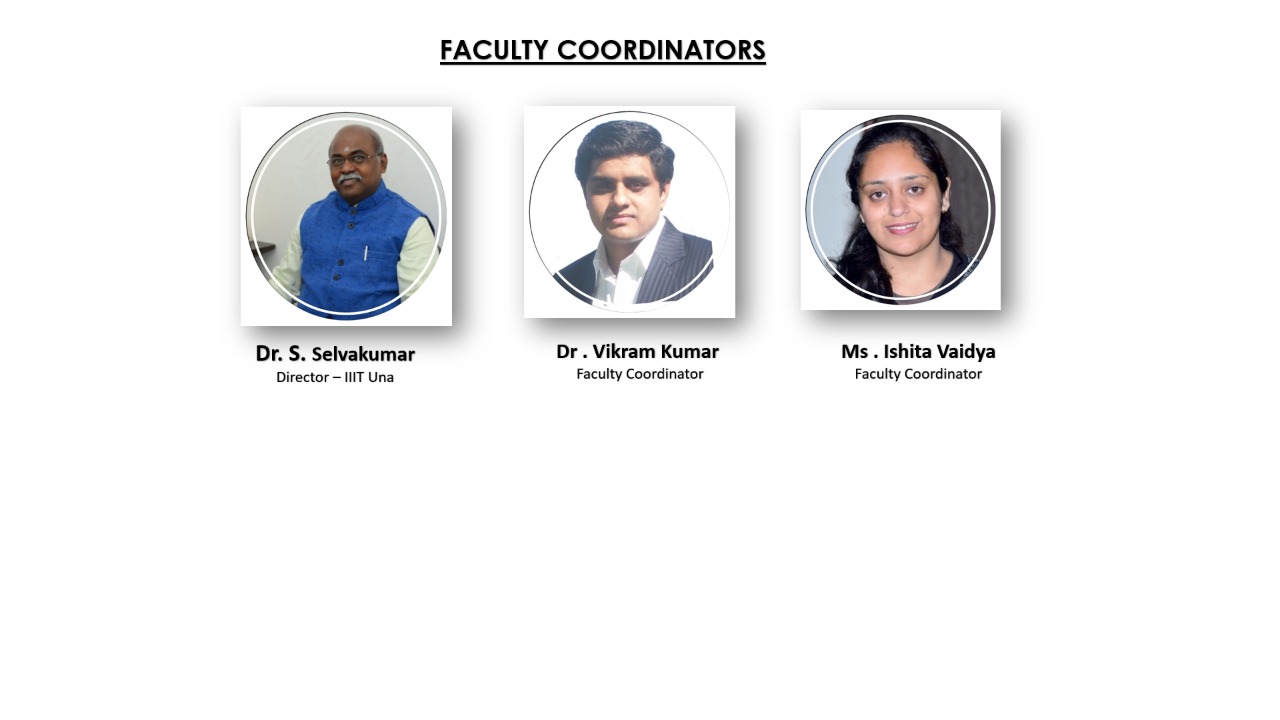 FACULTY COORDINATORS
Dr. S. Selvakumar
Director – IIIT Una
Dr . Vikram Kumar
Faculty Coordinator
Ms . Ishita Vaidya
Faculty Coordinator